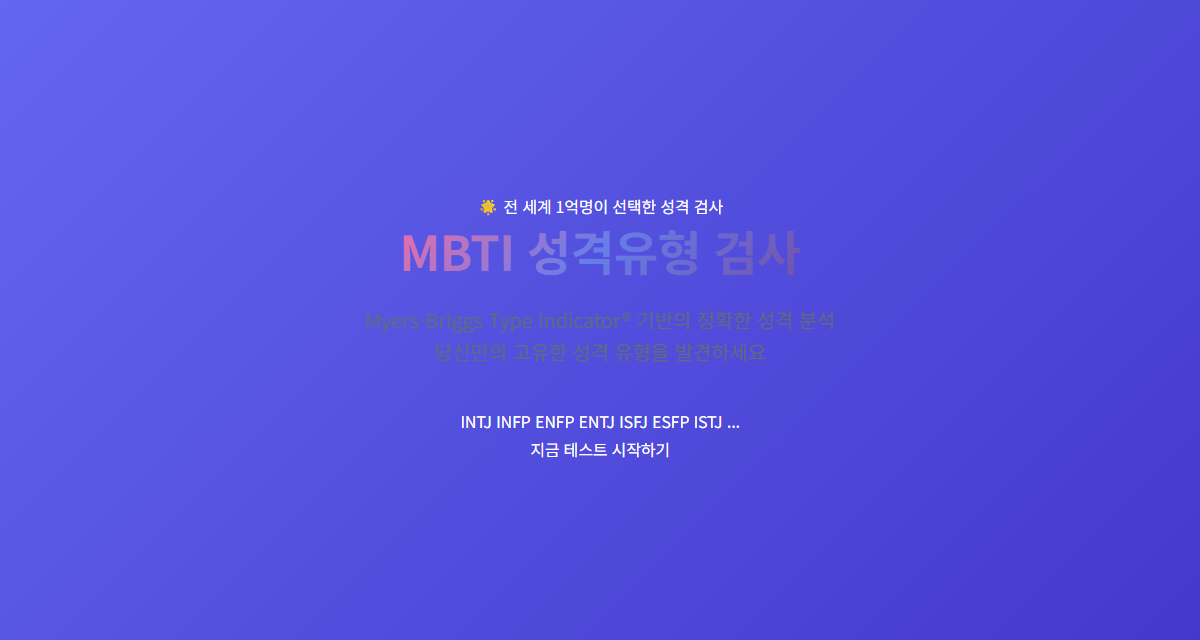 🌟 전 세계 1억명이 선택한 성격 검사
MBTI 성격유형 검사
Myers-Briggs Type Indicator® 기반의 정확한 성격 분석
당신만의 고유한 성격 유형을 발견하세요
INTJ INFP ENFP ENTJ ISFJ ESFP ISTJ ...
지금 테스트 시작하기